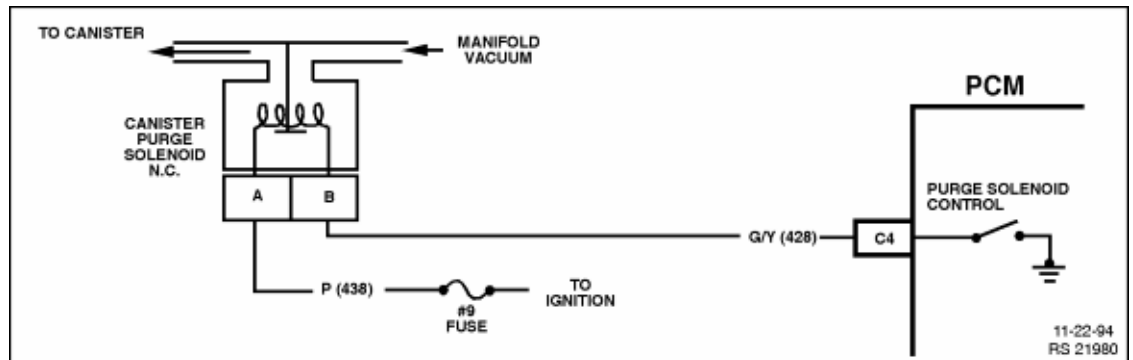 TO CANISTER
MANIFOLD
VACUUM
PCM
CANISTER
PURGE
SOLENOID
N.C.
A
B
PURGE SOLENOID
CONTROL
G/Y (428)
C4
P (438)
#9
FUSE
TO
IGNITION
11-22-94
RS 21980